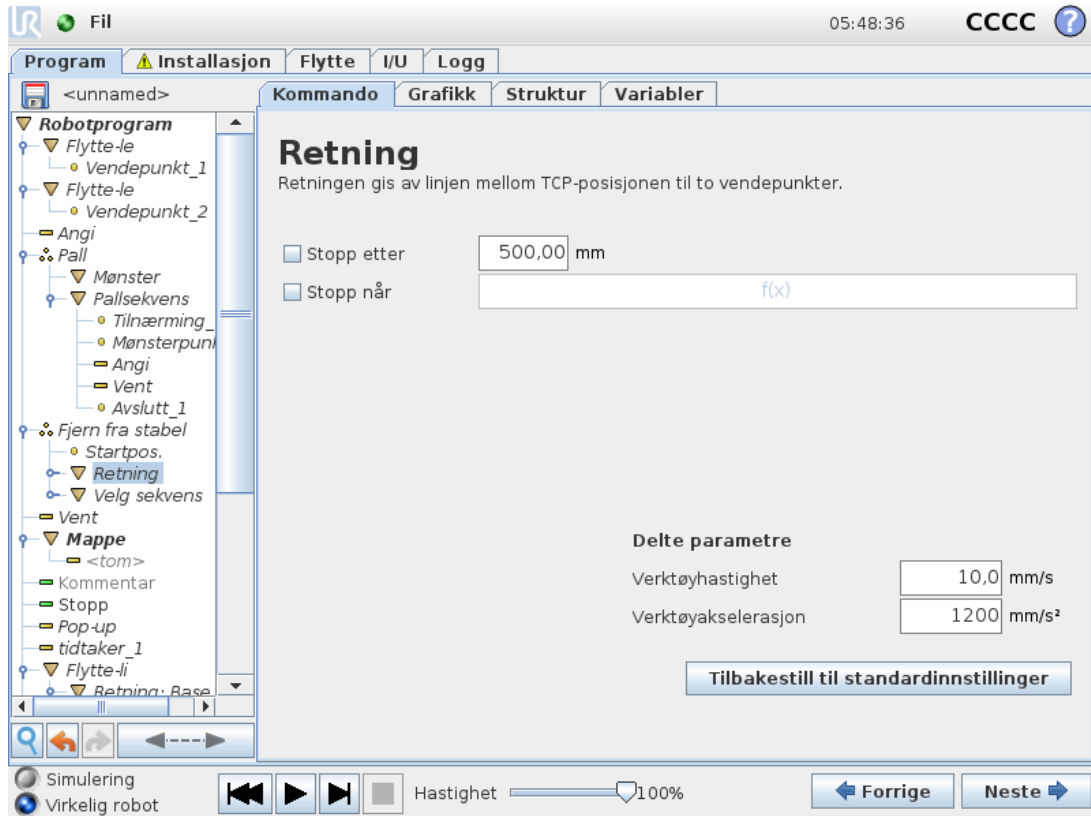 UR Fil 05:48:36 CCCC ?
Program Installasjon Flytte I/U Logg
<unnamed>
Kommando Grafikk Struktur Variabler
Robotprogram
Flytte-le
Vendepunkt_1
Flytte-le
Vendepunkt_2
Angi
Pall
Mønster
Pallsekvens
Tilnærming_
Mønsterpunl
Angi
Vent
Avslutt_1
Fjern fra stabel
Startpos.
Retning
Velg sekvens
Vent
Mappe
<tom>
Kommentar
Stopp
Pop-up
tidtaker_1
Flytte-li
Retning: Base
Retning
Retningen gis av linjen mellom TCP-posisjonen til to vendepunkter.
Stopp etter 500,00 mm
Stopp når f(x)
Delte parametre
Verktøyhastighet 10,0 mm/s
Verktøyakselerasjon 1200 mm/s²
Tilbakestill til standardinnstillinger
Simulering
Virkelig robot
Hastighet 100%
Forrige Neste